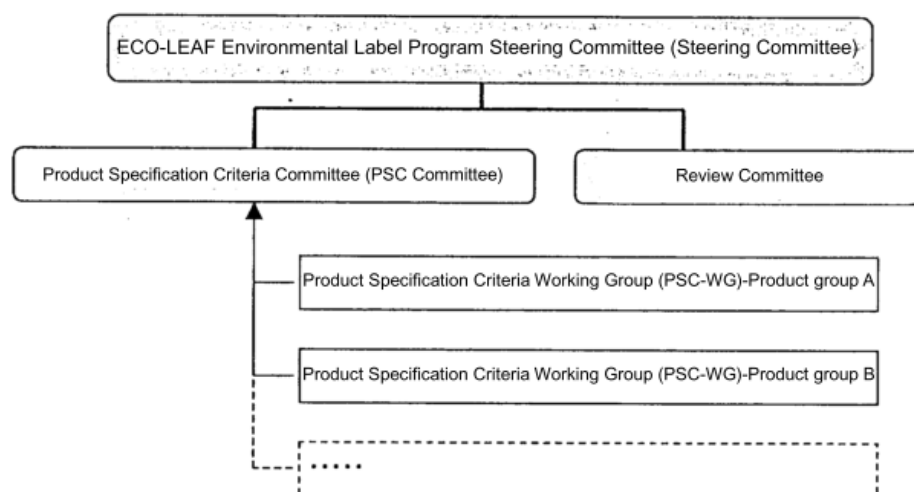 ECO-LEAF Environmental Label Program Steering Committee (Steering Committee)
Product Specification Criteria Committee (PSC Committee)
Review Committee
Product Specification Criteria Working Group (PSC-WG)-Product group A
Product Specification Criteria Working Group (PSC-WG)-Product group B
.....